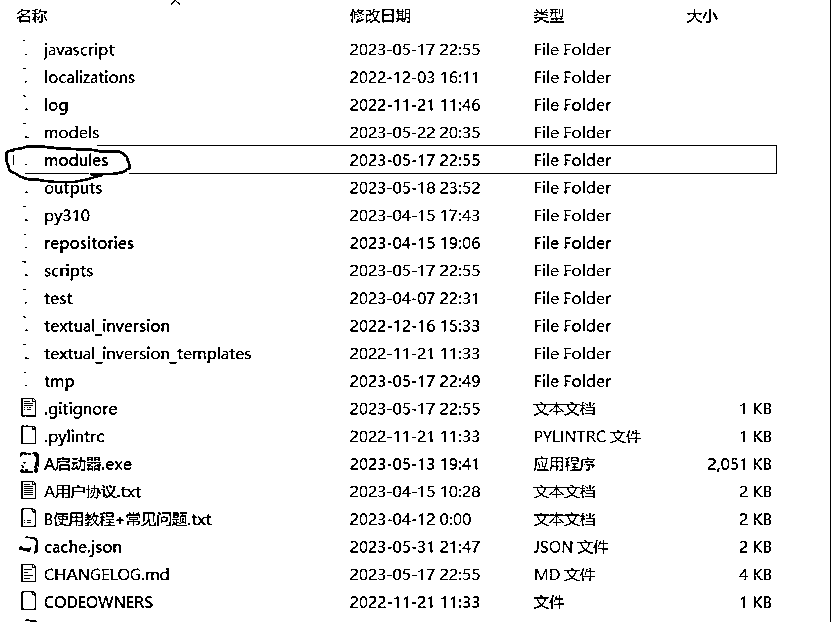 名称 修改日期 类型 大小
javascript 2023-05-17 22:55 File Folder
localizations 2022-12-03 16:11 File Folder
log 2022-11-21 11:46 File Folder
models 2023-05-22 20:35 File Folder
modules 2023-05-17 22:55 File Folder
outputs 2023-05-18 23:52 File Folder
py310 2023-04-15 17:43 File Folder
repositories 2023-04-15 19:06 File Folder
scripts 2023-05-17 22:55 File Folder
test 2023-04-07 22:31 File Folder
textual_inversion 2022-12-16 15:33 File Folder
textual_inversion_templates 2022-11-21 11:33 File Folder
tmp 2023-05-17 22:49 File Folder
.gitignore 2023-05-17 22:55 文本文档 1 KB
.pylintrc 2022-11-21 11:33 PYLINTRC 文件 1 KB
A启动器.exe 2023-05-13 19:41 应用程序 2,051 KB
A用户协议.txt 2023-04-15 10:28 文本文档 2 KB
B使用教程+常见问题.txt 2023-04-12 0:00 文本文档 2 KB
cache.json 2023-05-31 21:47 JSON 文件 2 KB
CHANGELOG.md 2023-05-17 22:55 MD 文件 4 KB
CODEOWNERS 2022-11-21 11:33 文件 1 KB